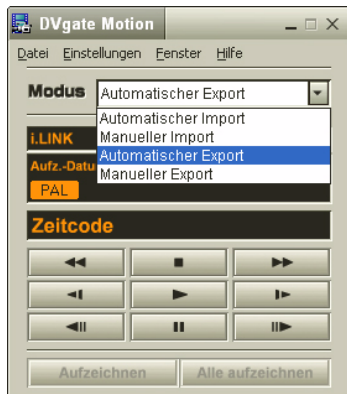 DVgate Motion
Datei Einstellungen Fenster Hilfe
Modus Automatischer Export
Automatischer Import
Manueller Import
Automatischer Export
Manueller Export
i.LINK
Aufz.-Datu
PAL
Zeitcode
Aufzeichnen Alle aufzeichnen